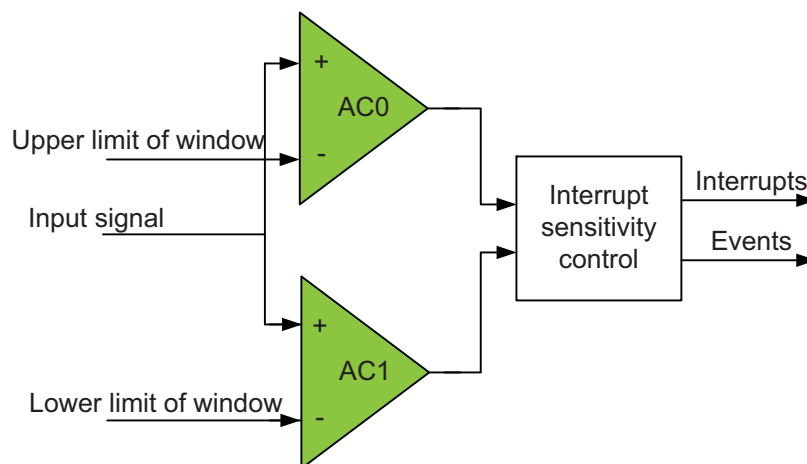 +
AC0
Upper limit of window
-
Input signal
Interrupt
sensitivity
control
Interrupts
Events
+
AC1
Lower limit of window
-